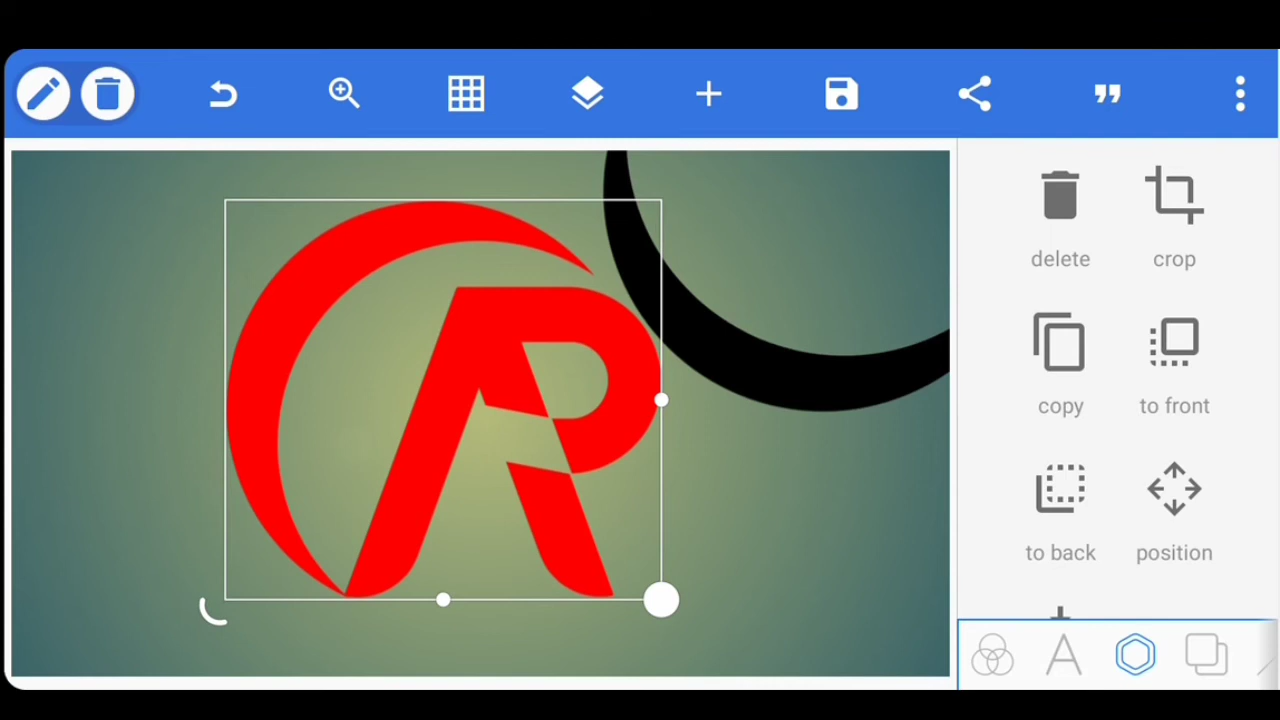 delete
crop
copy
to front
to back
position